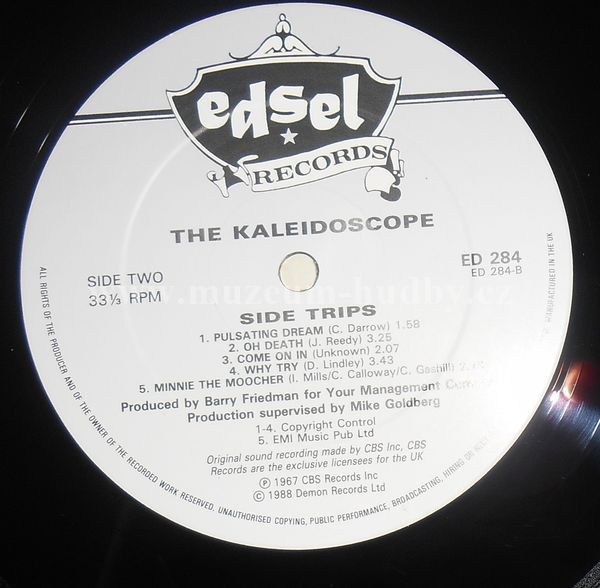 edsel
RECORDS
THE KALEIDOSCOPE
SIDE TWO
33⅓ RPM
ED 284
ED 284-B
www.muzeum-hudby.cz
SIDE TRIPS
1. PULSATING DREAM (C. Darrow) 1.58
2. OH DEATH (J. Reedy) 3.25
3. COME ON IN (Unknown) 2.07
4. WHY TRY (D. Lindley) 3.43
5. MINNIE THE MOOCHER (I. Mills/C. Calloway/C. Gaskill)
Produced by Barry Friedman for Your Management
Production supervised by Mike Goldberg
1-4. Copyright Control
5. EMI Music Pub Ltd
Original sound recording made by CBS Inc, CBS
Records are the exclusive licensees for the UK
Ⓟ 1967 CBS Records Inc
© 1988 Demon Records Ltd
ALL RIGHTS OF THE PRODUCER AND OF THE OWNER OF THE RECORDED WORK RESERVED. UNAUTHORISED COPYING, PUBLIC PERFORMANCE, BROADCASTING, HIRING OR
MANUFACTURED IN THE UK